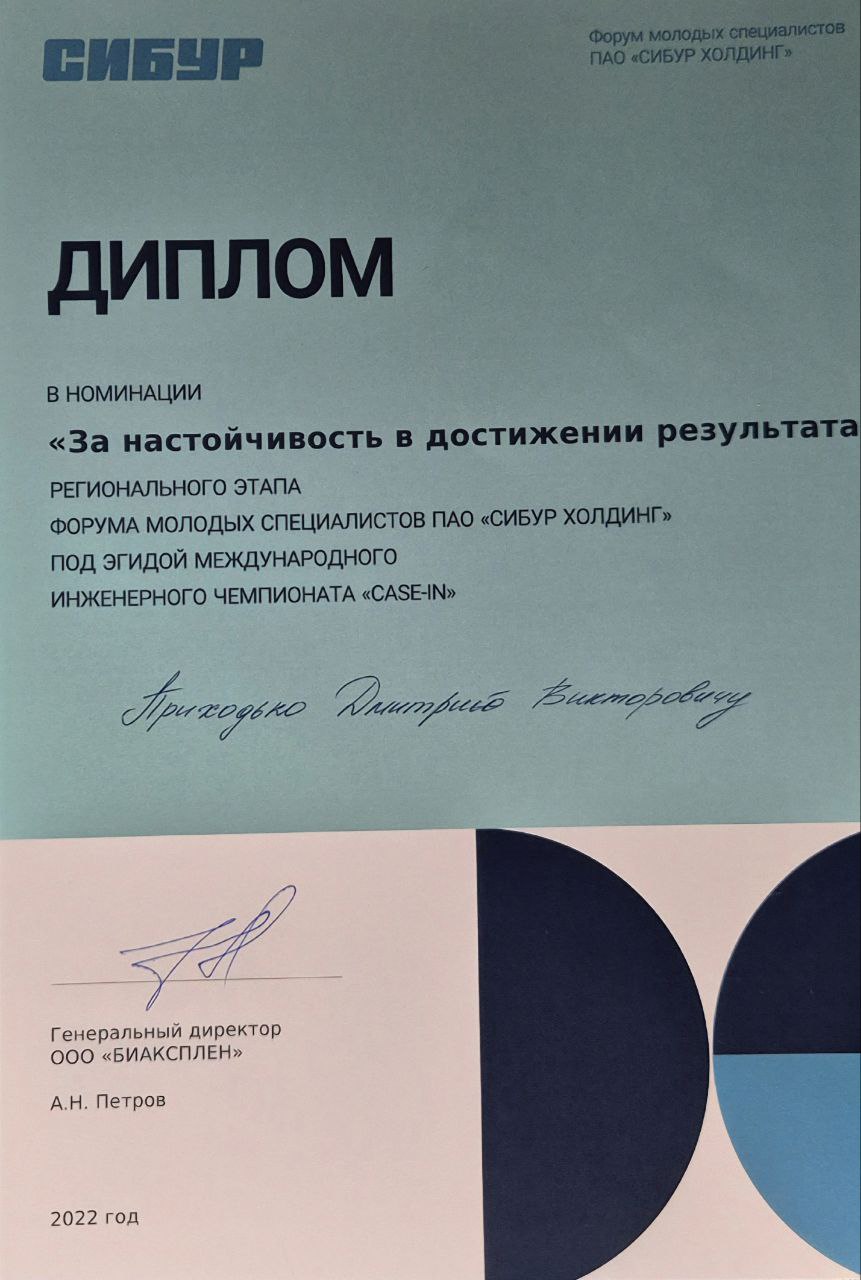 СИБУР
Форум молодых специалистов
ПАО «СИБУР ХОЛДИНГ»
ДИПЛОМ
В НОМИНАЦИИ
«За настойчивость в достижении результата
РЕГИОНАЛЬНОГО ЭТАПА
ФОРУМА МОЛОДЫХ СПЕЦИАЛИСТОВ ПАО «СИБУР ХОЛДИНГ»
ПОД ЭГИДОЙ МЕЖДУНАРОДНОГО
ИНЖЕНЕРНОГО ЧЕМПИОНАТА «CASE-IN»
Приходько Дмитрию Викторовичу
Генеральный директор
ООО «БИАКСПЛЕН»
А.Н. Петров
2022 год